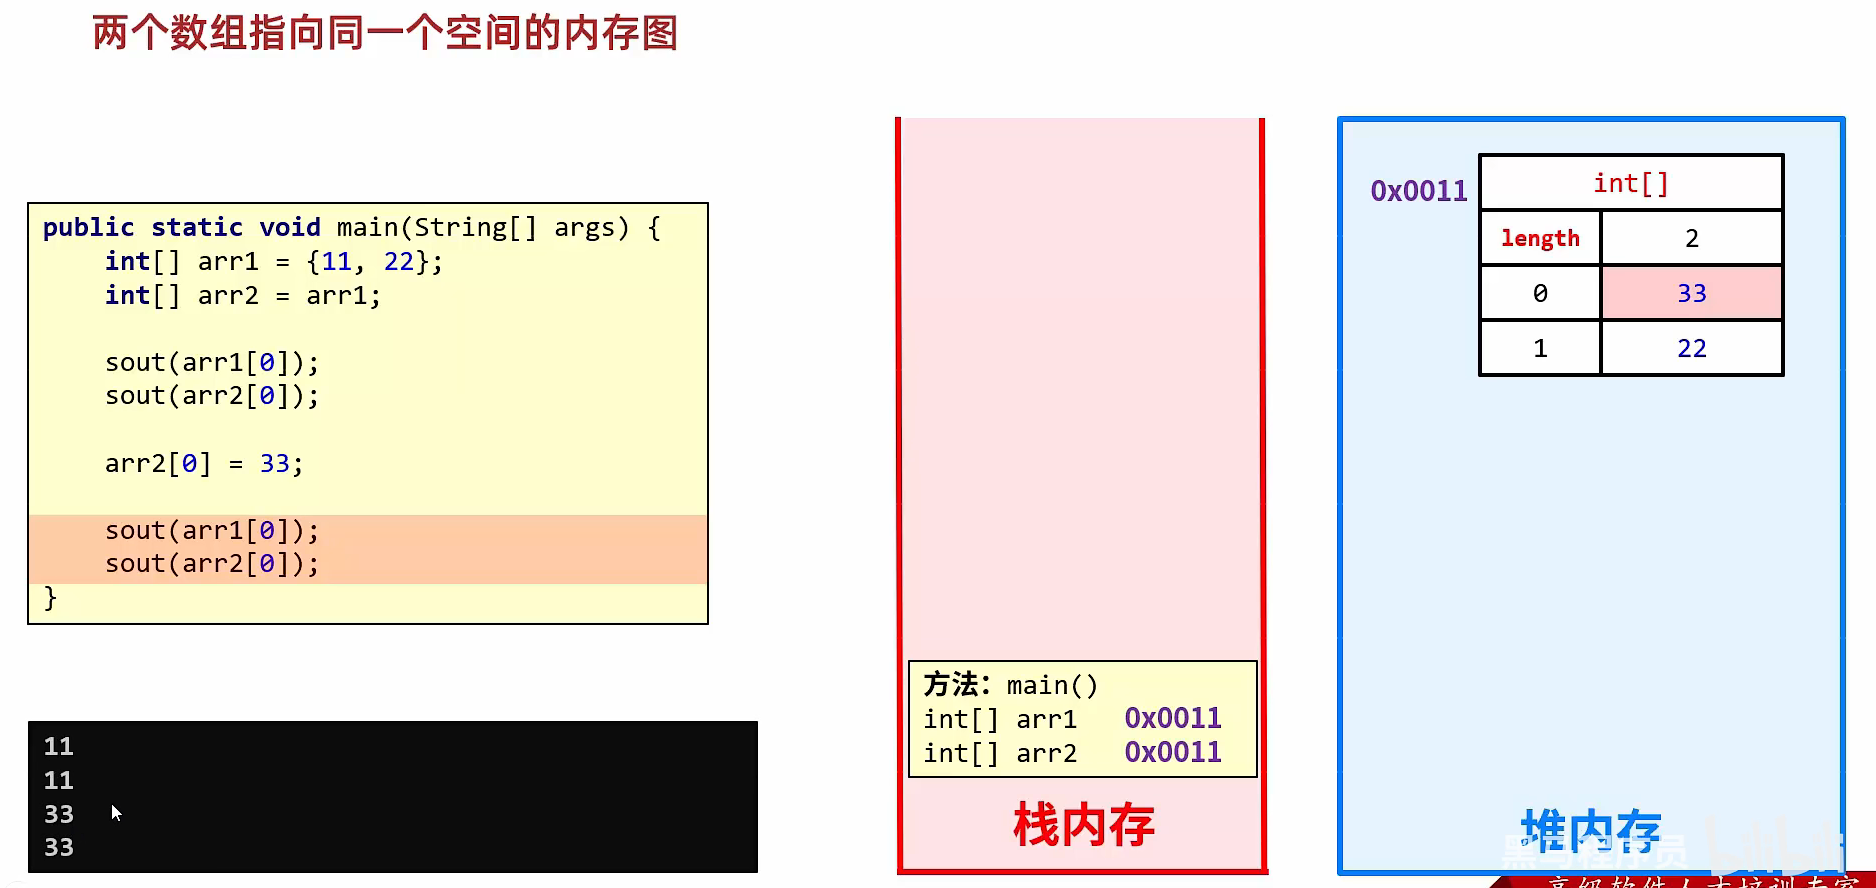 两个数组指向同一个空间的内存图
public static void main(String[] args) {
int[] arr1 = {11, 22};
int[] arr2 = arr1;
sout(arr1[0]);
sout(arr2[0]);
arr2[0] = 33;
sout(arr1[0]);
sout(arr2[0]);
}
11
11
33
33
方法：main()
int[] arr1 0x0011
int[] arr2 0x0011
栈内存
0x0011
int[]
length 2
0 33
1 22
堆内存
黑马程序员 bilibili
高级软件人才培训专家